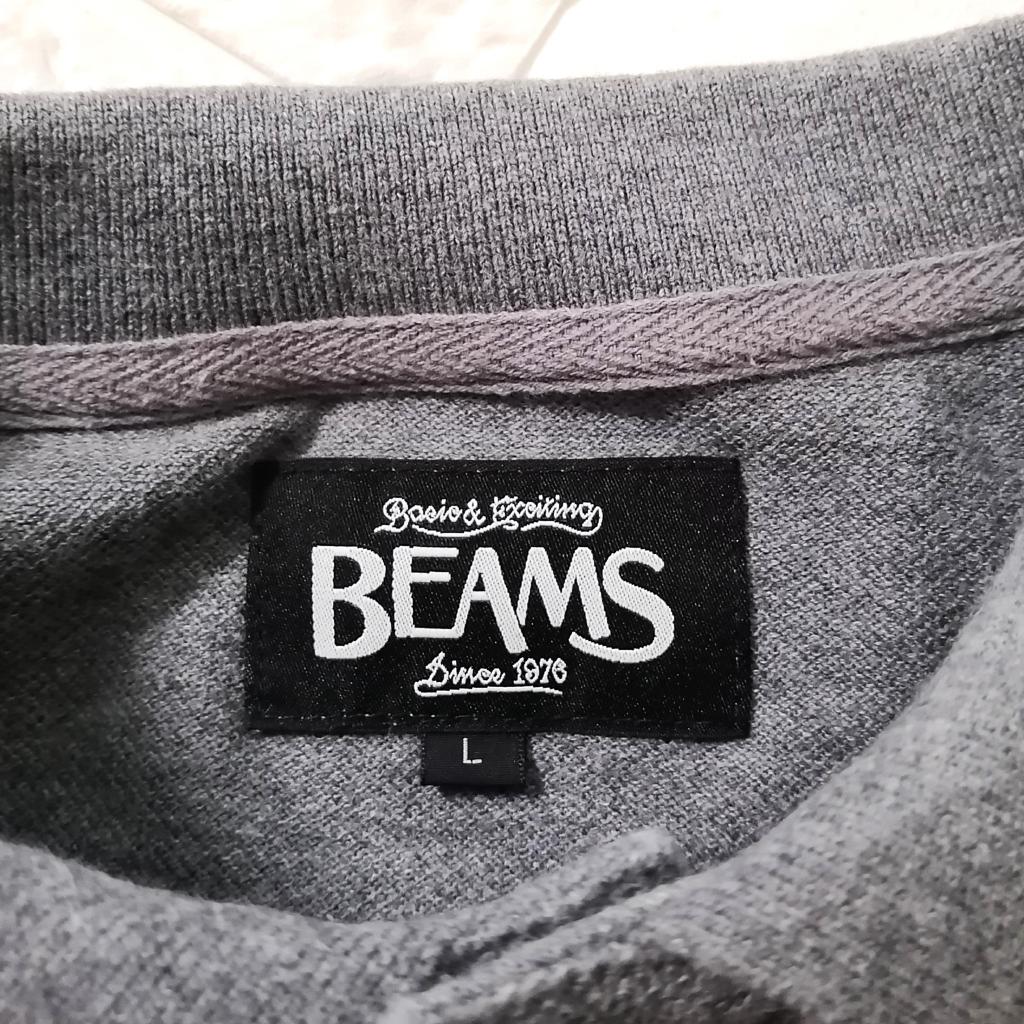 Basic & Exciting
BEAMS
Since 1976
L